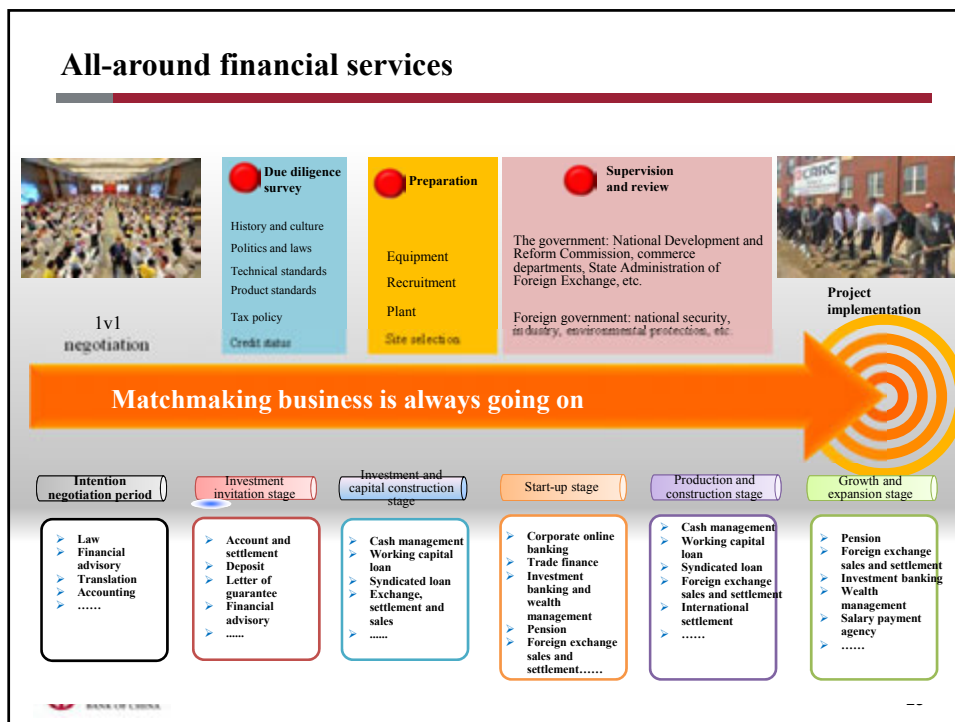 All-around financial services
Due diligence
survey
History and culture
Politics and laws
Technical standards
Product standards
Tax policy
Credit status
Preparation
Equipment
Recruitment
Plant
Site selection
Supervision
and review
The government: National Development and
Reform Commission, commerce
departments, State Administration of
Foreign Exchange, etc.
Foreign government: national security,
industry, environmental protection, etc.
CRRC
Project
implementation
1v1
negotiation
Matchmaking business is always going on
Intention
negotiation period
Law
Financial
advisory
Translation
Accounting
……
Investment
invitation stage
Account and
settlement
Deposit
Letter of
guarantee
Financial
advisory
......
Investment and
capital construction
stage
Cash management
Working capital
loan
Syndicated loan
Exchange,
settlement and
sales
......
Start-up stage
Corporate online
banking
Trade finance
Investment
banking and
wealth
management
Pension
Foreign exchange
sales and
settlement……
Production and
construction stage
Cash management
Working capital
loan
Syndicated loan
Foreign exchange
sales and settlement
International
settlement
……
Growth and
expansion stage
Pension
Foreign exchange
sales and settlement
Investment banking
Wealth
management
Salary payment
agency
……
BANK OF CHINA